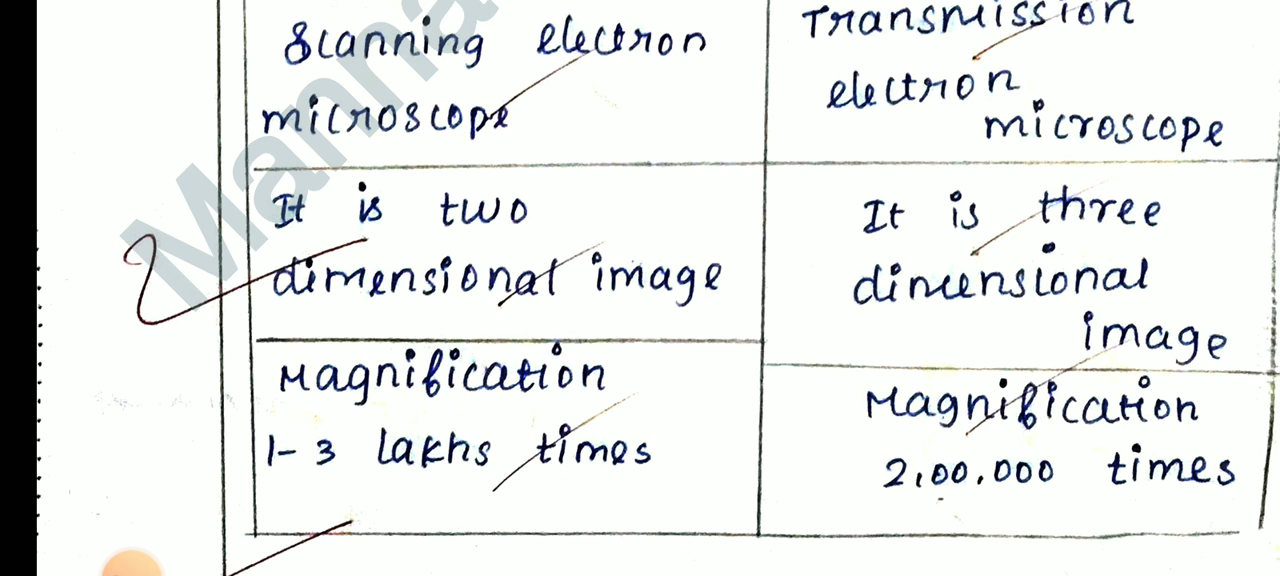 Scanning electron
microscope
Transmission
electron
microscope
It is two
dimensional image
It is three
dimensional
image
Magnification
1-3 lakhs times
Magnification
2,00,000 times
2